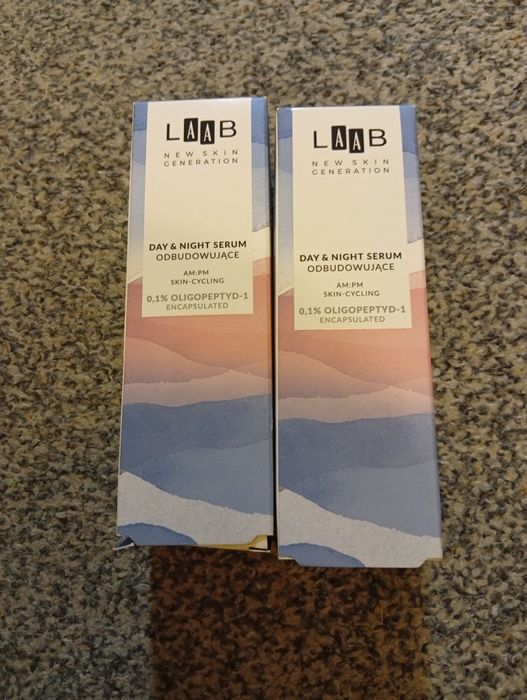 LAAB
NEW SKIN
GENERATION
DAY & NIGHT SERUM
ODBUDOWUJĄCE
AM:PM
SKIN-CYCLING
0,1% OLIGOPEPTYD-1
ENCAPSULATED
LAAB
NEW SKIN
GENERATION
DAY & NIGHT SERUM
ODBUDOWUJĄCE
AM:PM
SKIN-CYCLING
0,1% OLIGOPEPTYD-1
ENCAPSULATED